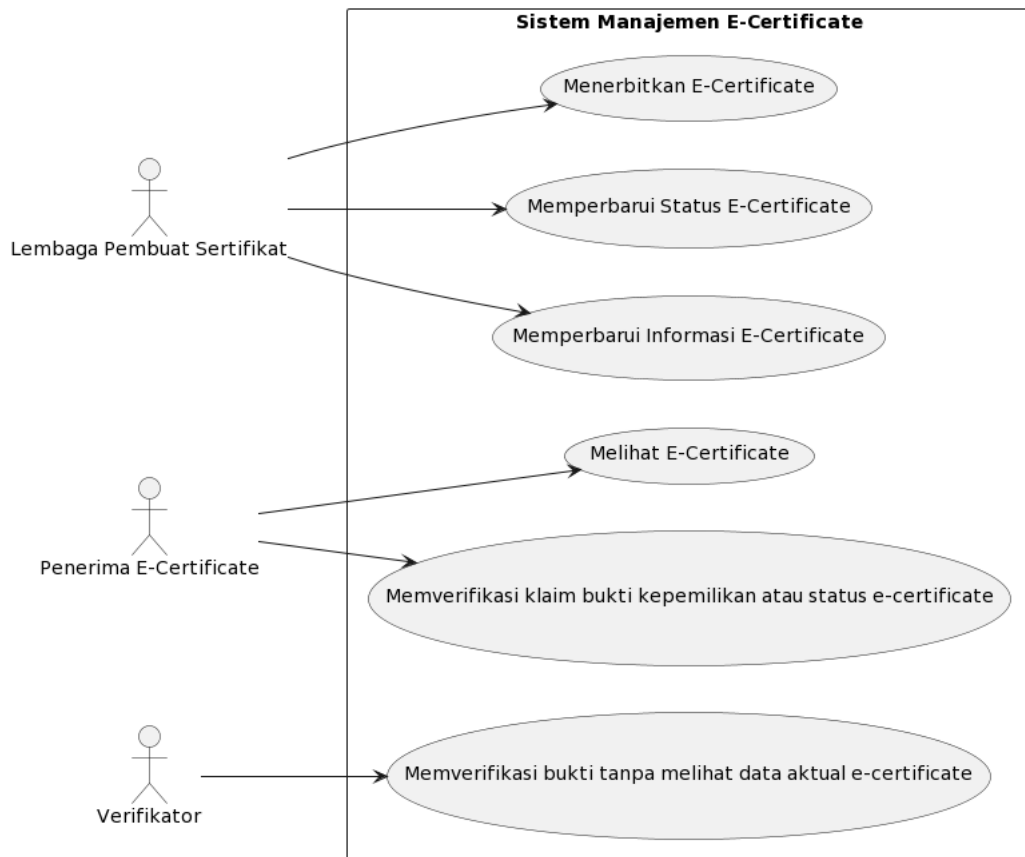 Sistem Manajemen E-Certificate
Menerbitkan E-Certificate
Memperbarui Status E-Certificate
Lembaga Pembuat Sertifikat
Memperbarui Informasi E-Certificate
Melihat E-Certificate
Penerima E-Certificate
Memverifikasi klaim bukti kepemilikan atau status e-certificate
Memverifikasi bukti tanpa melihat data aktual e-certificate
Verifikator